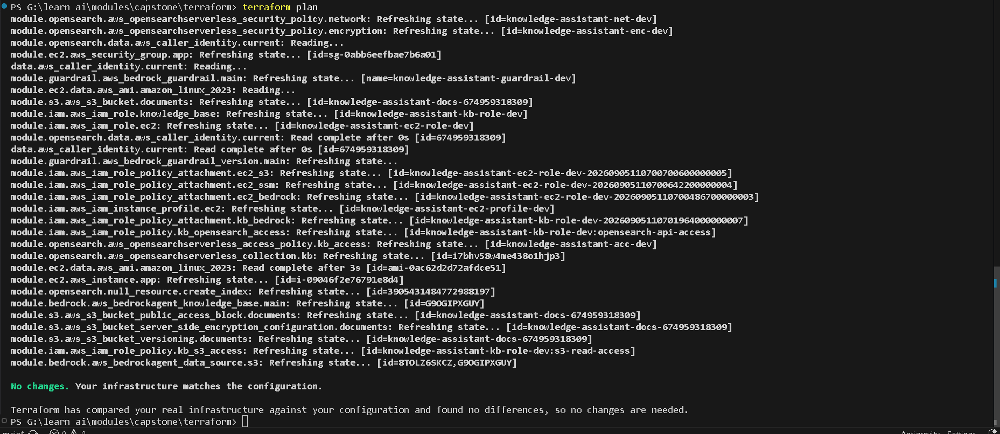 PS G:\learn ai\modules\capstone\terraform> terraform plan
module.opensearch.aws_opensearchserverless_security_policy.network: Refreshing state... [id=knowledge-assistant-net-dev]
module.opensearch.aws_opensearchserverless_security_policy.encryption: Refreshing state... [id=knowledge-assistant-enc-dev]
module.opensearch.data.aws_caller_identity.current: Reading...
module.ec2.aws_security_group.app: Refreshing state... [id=sg-0abb6eefbae7b6a01]
data.aws_caller_identity.current: Reading...
module.guardrail.aws_bedrock_guardrail.main: Refreshing state... [name=knowledge-assistant-guardrail-dev]
module.ec2.data.aws_ami.amazon_linux_2023: Reading...
module.s3.aws_s3_bucket.documents: Refreshing state... [id=knowledge-assistant-docs-674959318309]
module.iam.aws_iam_role.knowledge_base: Refreshing state... [id=knowledge-assistant-kb-role-dev]
module.iam.aws_iam_role.ec2: Refreshing state... [id=knowledge-assistant-ec2-role-dev]
module.opensearch.data.aws_caller_identity.current: Read complete after 0s [id=674959318309]
data.aws_caller_identity.current: Read complete after 0s [id=674959318309]
module.guardrail.aws_bedrock_guardrail_version.main: Refreshing state...
module.iam.aws_iam_role_policy_attachment.ec2_s3: Refreshing state... [id=knowledge-assistant-ec2-role-dev-20260905110700700600000005]
module.iam.aws_iam_role_policy_attachment.ec2_ssm: Refreshing state... [id=knowledge-assistant-ec2-role-dev-20260905110700642200000004]
module.iam.aws_iam_role_policy_attachment.ec2_bedrock: Refreshing state... [id=knowledge-assistant-ec2-role-dev-20260905110700486700000003]
module.iam.aws_iam_instance_profile.ec2: Refreshing state... [id=knowledge-assistant-ec2-profile-dev]
module.iam.aws_iam_role_policy_attachment.kb_bedrock: Refreshing state... [id=knowledge-assistant-kb-role-dev-20260905110701964000000007]
module.iam.aws_iam_role_policy.kb_opensearch_access: Refreshing state... [id=knowledge-assistant-kb-role-dev:opensearch-api-access]
module.opensearch.aws_opensearchserverless_access_policy.kb_access: Refreshing state... [id=knowledge-assistant-acc-dev]
module.opensearch.aws_opensearchserverless_collection.kb: Refreshing state... [id=i7bhv58w4me438o1hjp3]
module.ec2.data.aws_ami.amazon_linux_2023: Read complete after 3s [id=ami-0ac62d2d72afdce51]
module.ec2.aws_instance.app: Refreshing state... [id=i-09046f2e76791e8d4]
module.opensearch.null_resource.create_index: Refreshing state... [id=3905431484772988197]
module.bedrock.aws_bedrockagent_knowledge_base.main: Refreshing state... [id=G9OGIPXGUY]
module.s3.aws_s3_bucket_public_access_block.documents: Refreshing state... [id=knowledge-assistant-docs-674959318309]
module.s3.aws_s3_bucket_server_side_encryption_configuration.documents: Refreshing state... [id=knowledge-assistant-docs-674959318309]
module.s3.aws_s3_bucket_versioning.documents: Refreshing state... [id=knowledge-assistant-docs-674959318309]
module.iam.aws_iam_role_policy.kb_s3_access: Refreshing state... [id=knowledge-assistant-kb-role-dev:s3-read-access]
module.bedrock.aws_bedrockagent_data_source.s3: Refreshing state... [id=8TOLZ6SKCZ,G9OGIPXGUY]
No changes. Your infrastructure matches the configuration.
Terraform has compared your real infrastructure against your configuration and found no differences, so no changes are needed.
PS G:\learn ai\modules\capstone\terraform>